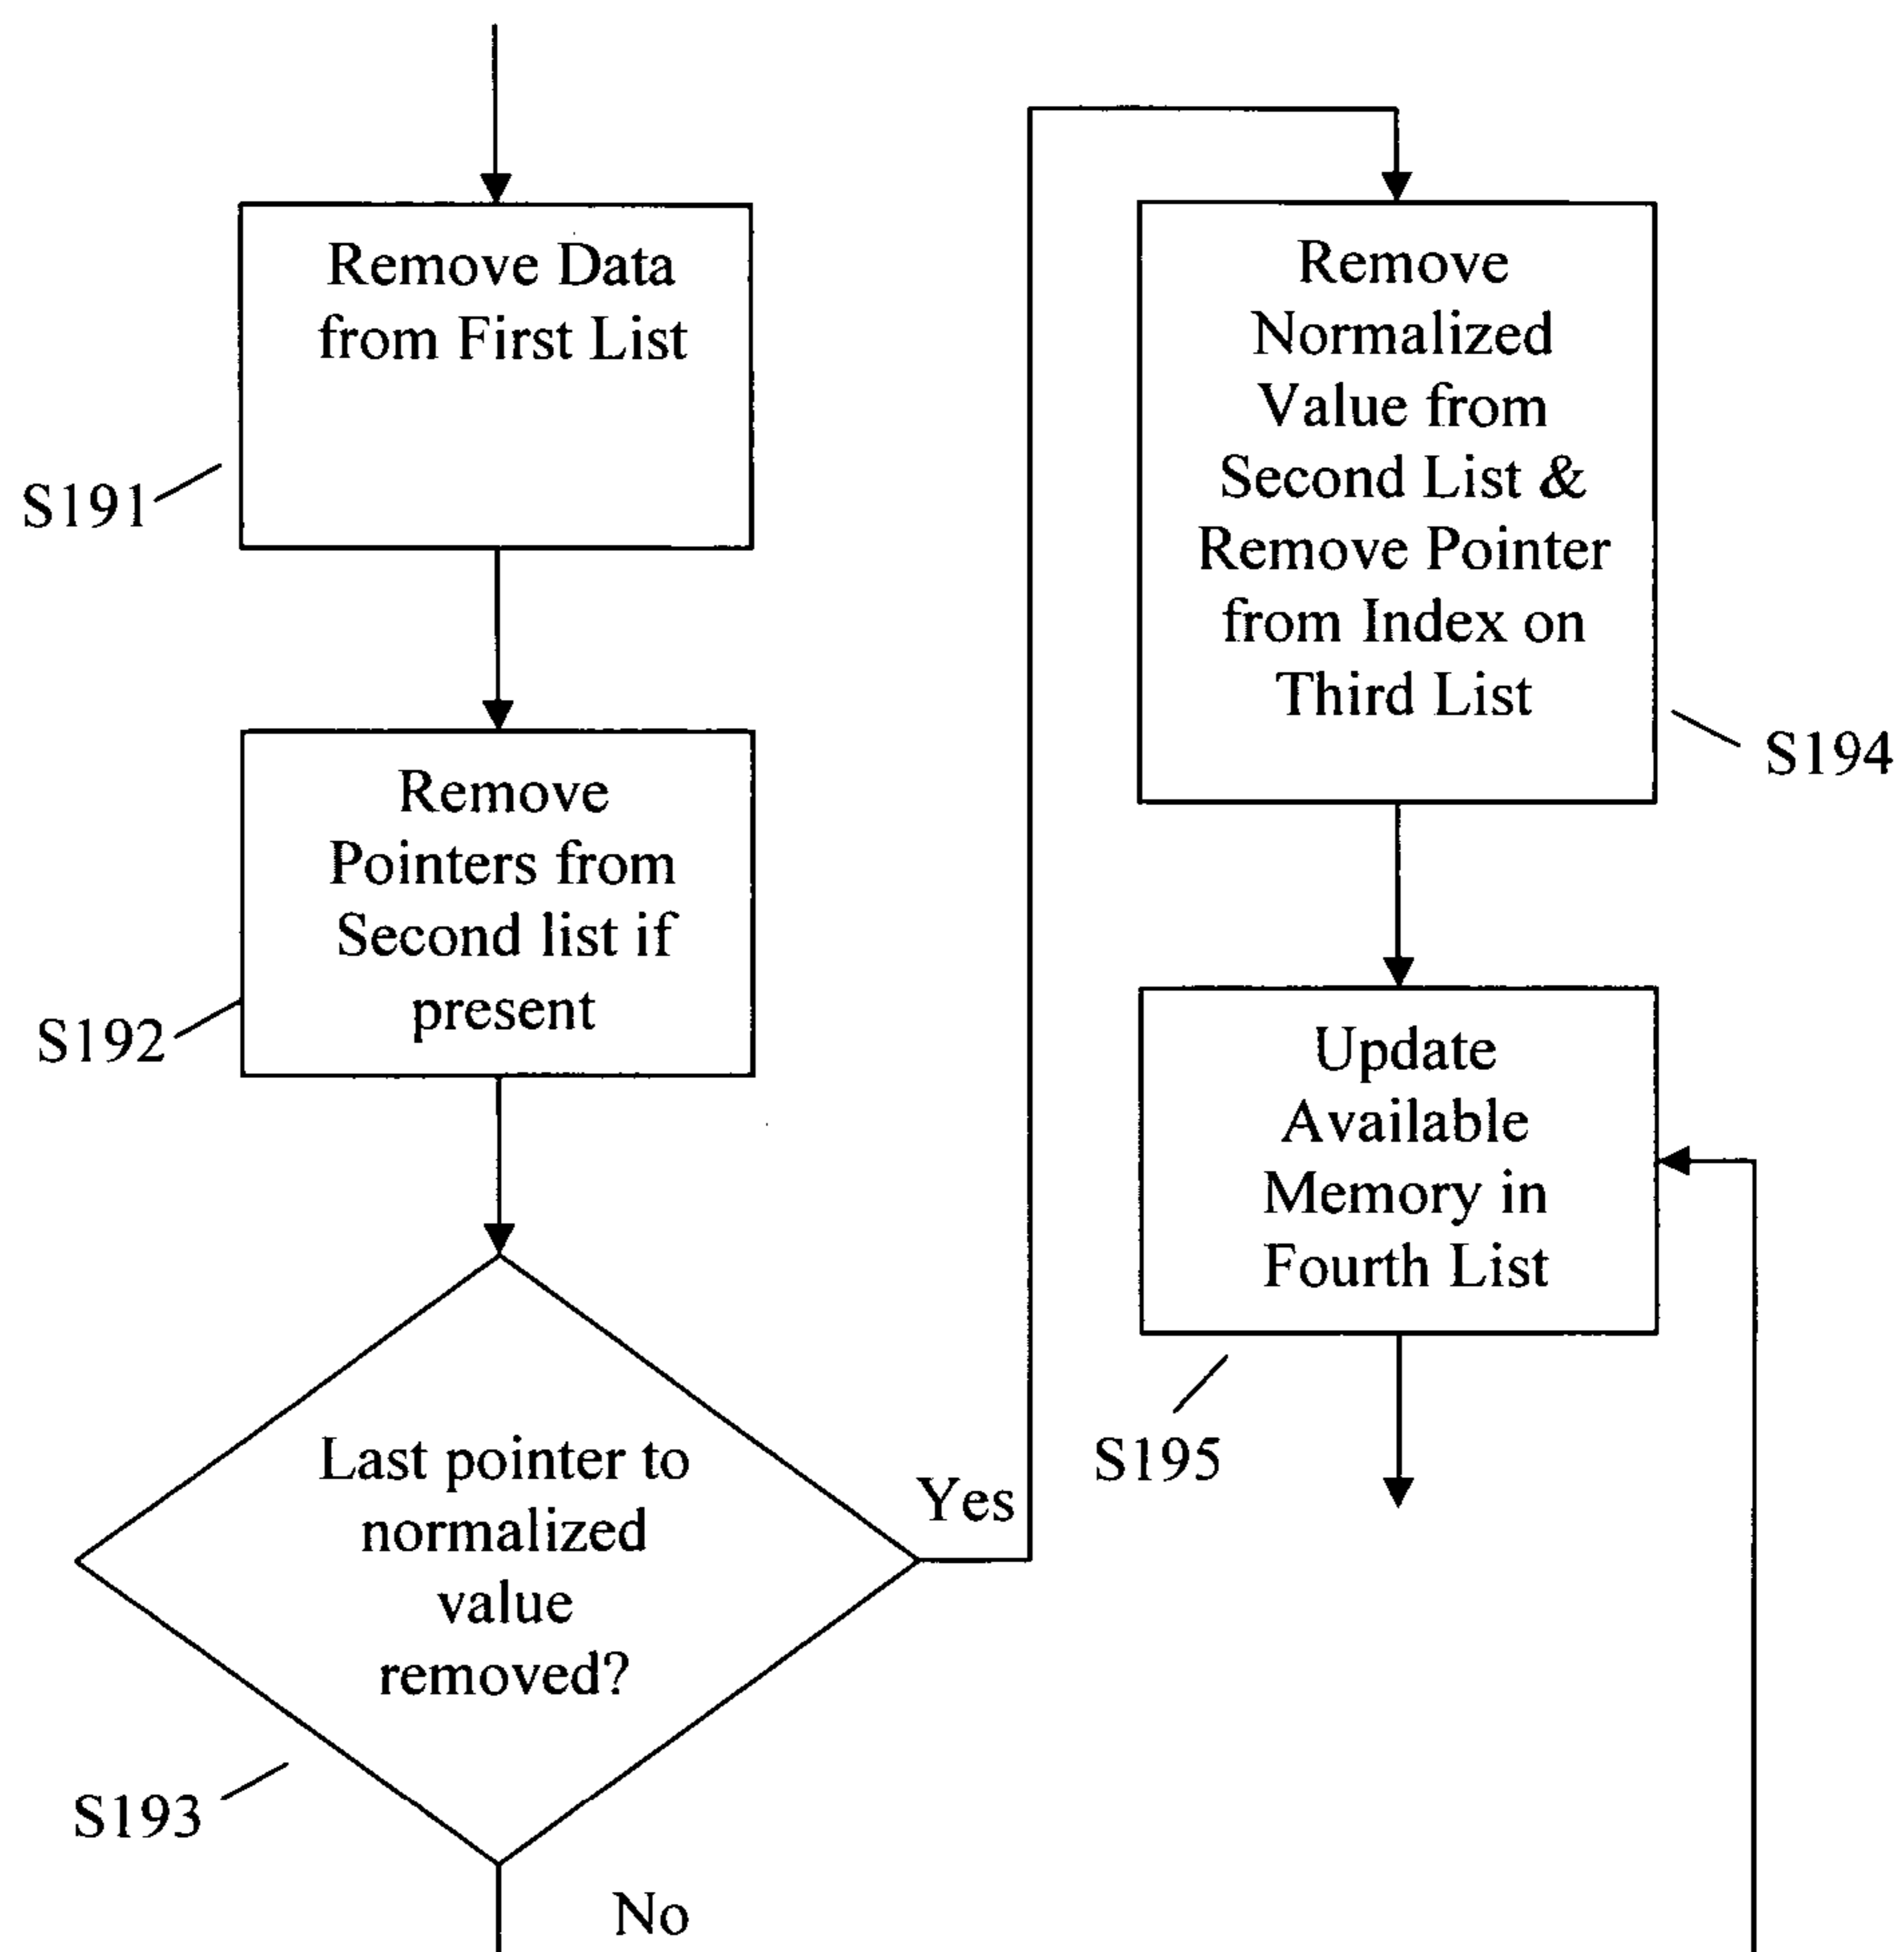 Remove Data
from First List
S191
Remove
Pointers from
Second list if
present
S192
Last pointer to
normalized
value
removed?
S193
Yes
No
Remove
Normalized
Value from
Second List &
Remove Pointer
from Index on
Third List
S194
Update
Available
Memory in
Fourth List
S195